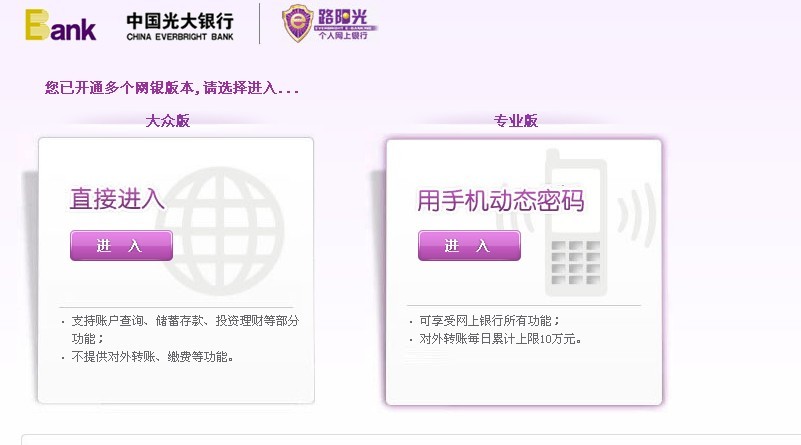 Bank
中国光大银行
CHINA EVERBRIGHT BANK
e路阳光
EVERBRIGHT E-BANKING
个人网上银行
您已开通多个网银版本,请选择进入...
大众版
专业版
直接进入
进 入
用手机动态密码
进 入
· 支持账户查询、储蓄存款、投资理财等部分
功能；
· 不提供对外转账、缴费等功能。
· 可享受网上银行所有功能；
· 对外转账每日累计上限10万元。